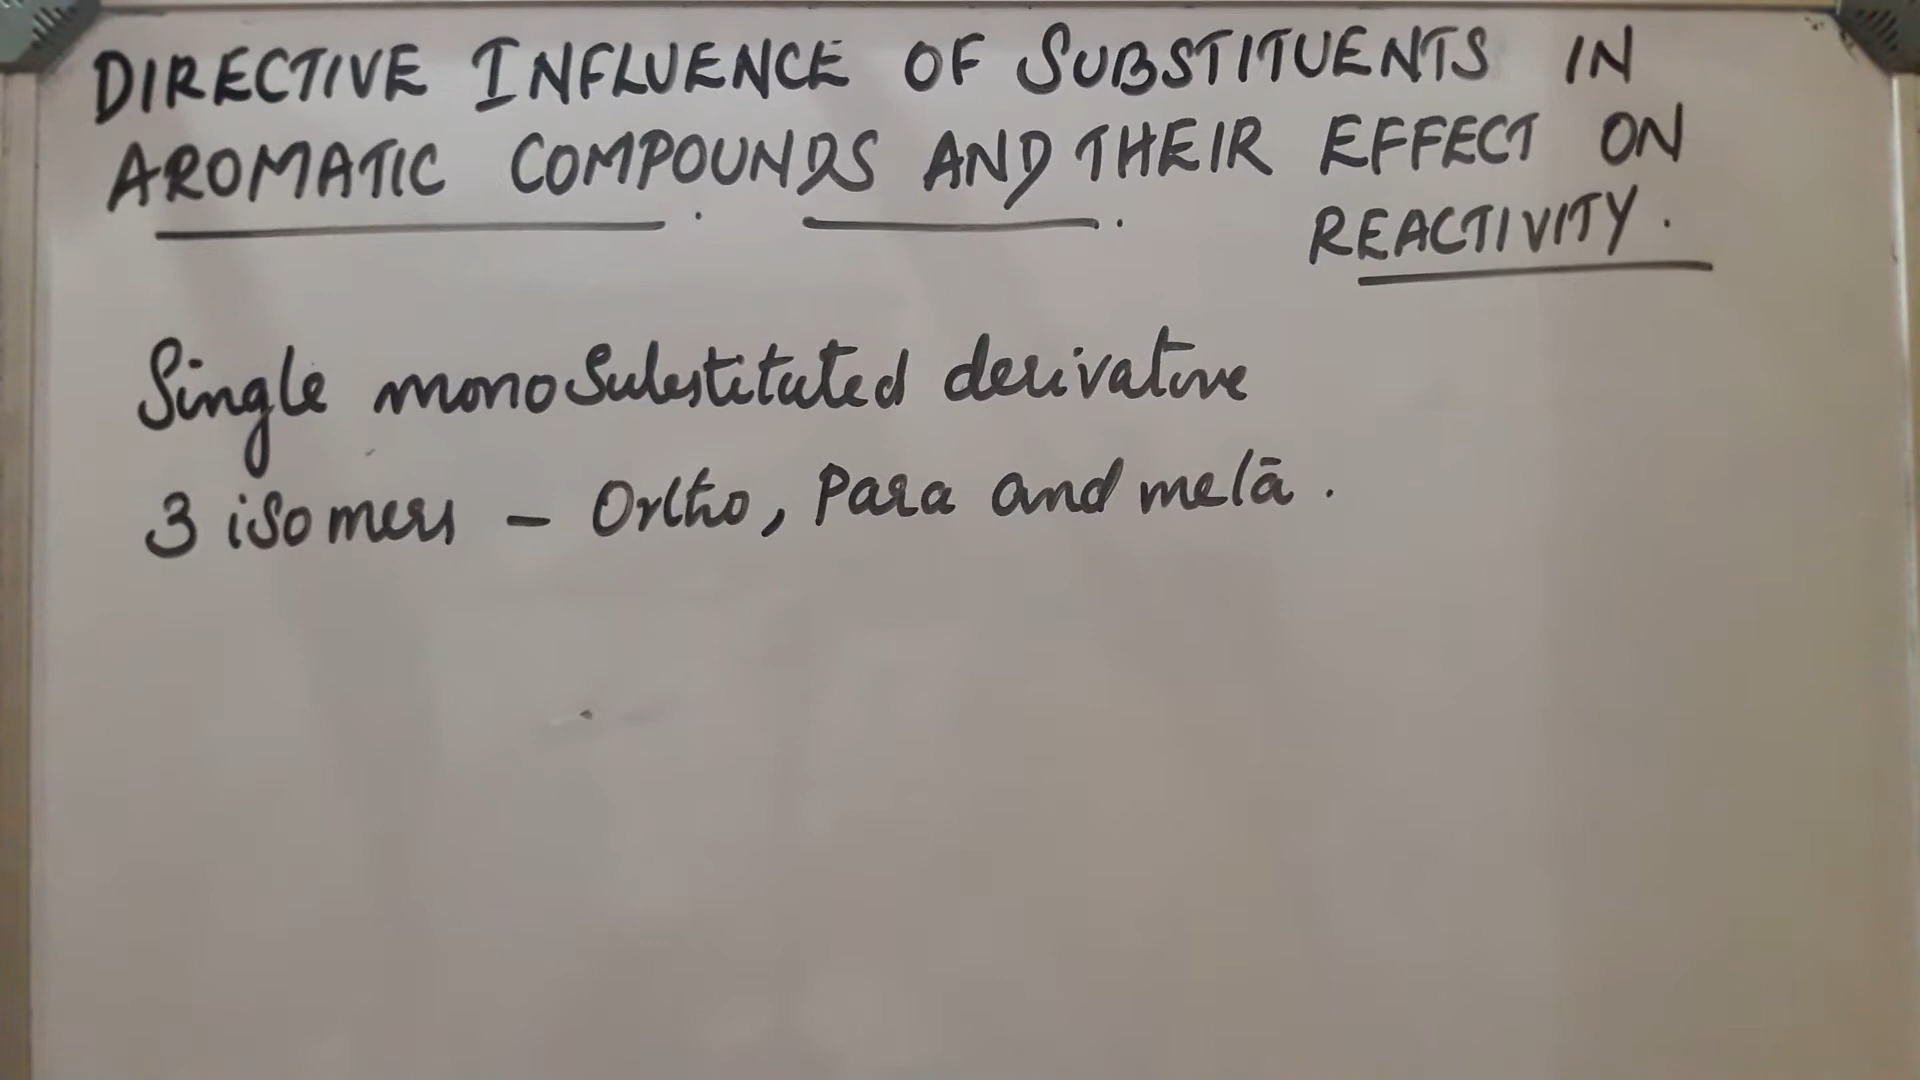 DIRECTIVE INFLUENCE OF SUBSTITUENTS IN
AROMATIC COMPOUNDS AND THEIR EFFECT ON
REACTIVITY.
Single monosubstituted derivative
3 isomers - Ortho, Para and meta.